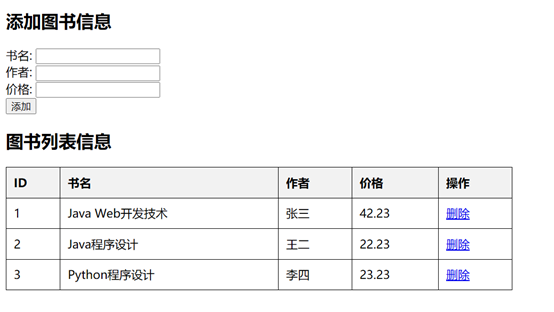 添加图书信息
书名:
作者:
价格:
添加
图书列表信息
ID 书名 作者 价格 操作
1 Java Web开发技术 张三 42.23 删除
2 Java程序设计 王二 22.23 删除
3 Python程序设计 李四 23.23 删除